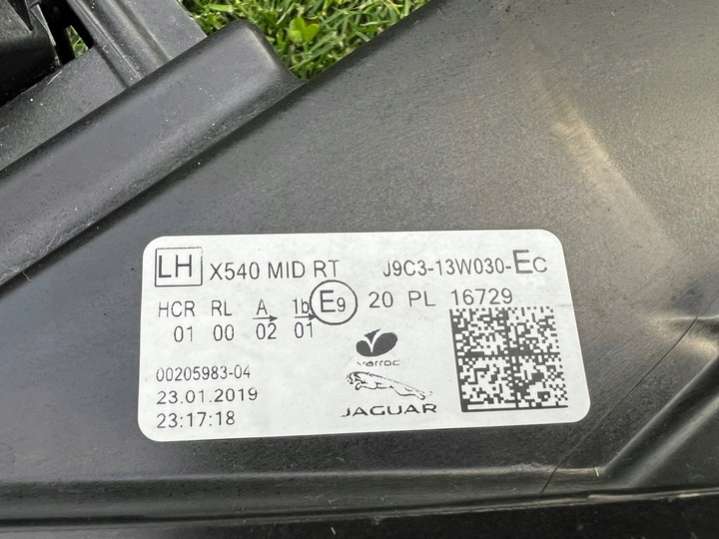 LH X540 MID RT J9C3-13W030-EC
HCR RL A 1b E9 20 PL 16729
01 00 02 01
00205983-04
23.01.2019
23:17:18
varroc
JAGUAR